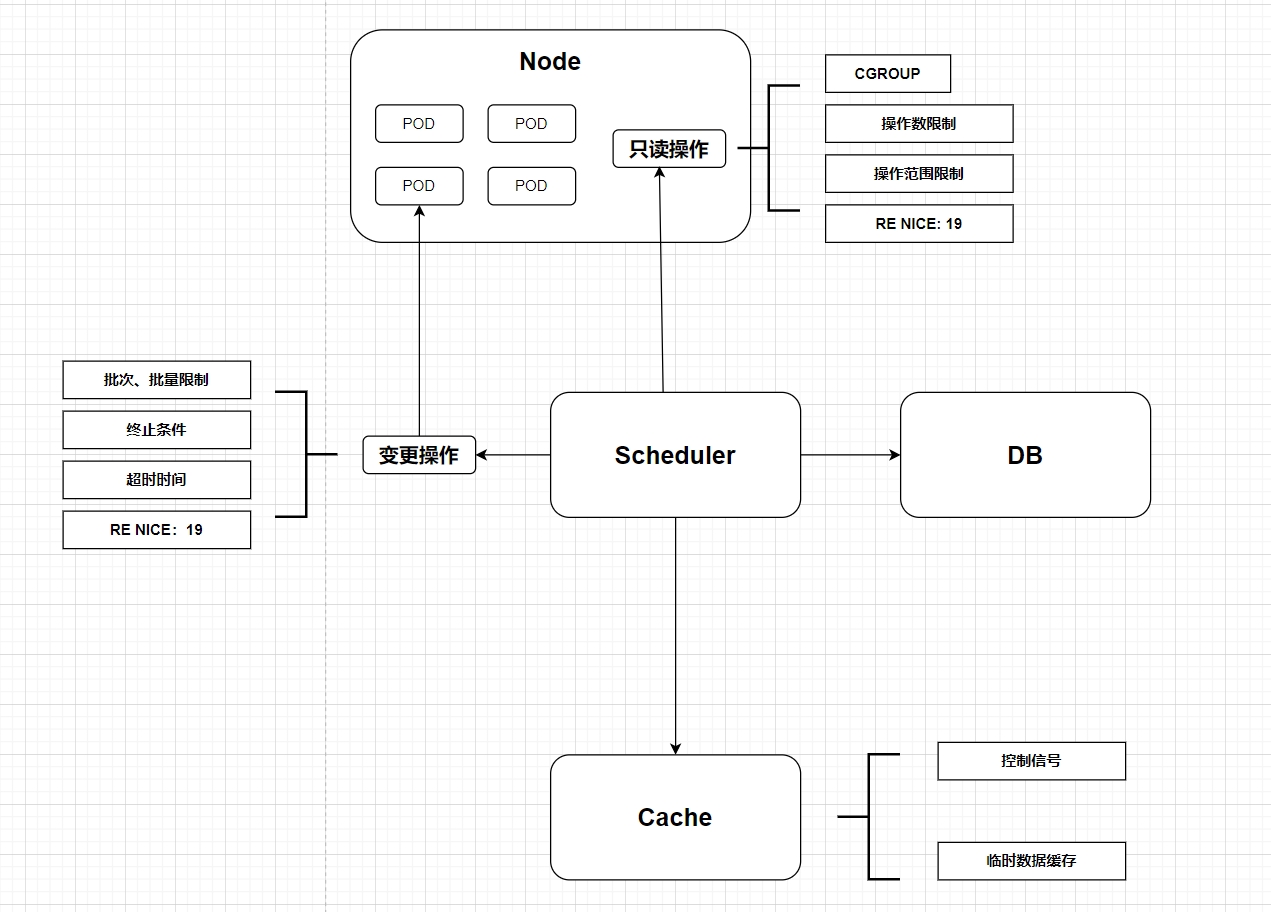 Node
CGROUP
POD
POD
操作数限制
只读操作
操作范围限制
POD
POD
RE NICE: 19
批次、批量限制
终止条件
变更操作
Scheduler
DB
超时时间
RE NICE：19
控制信号
Cache
临时数据缓存